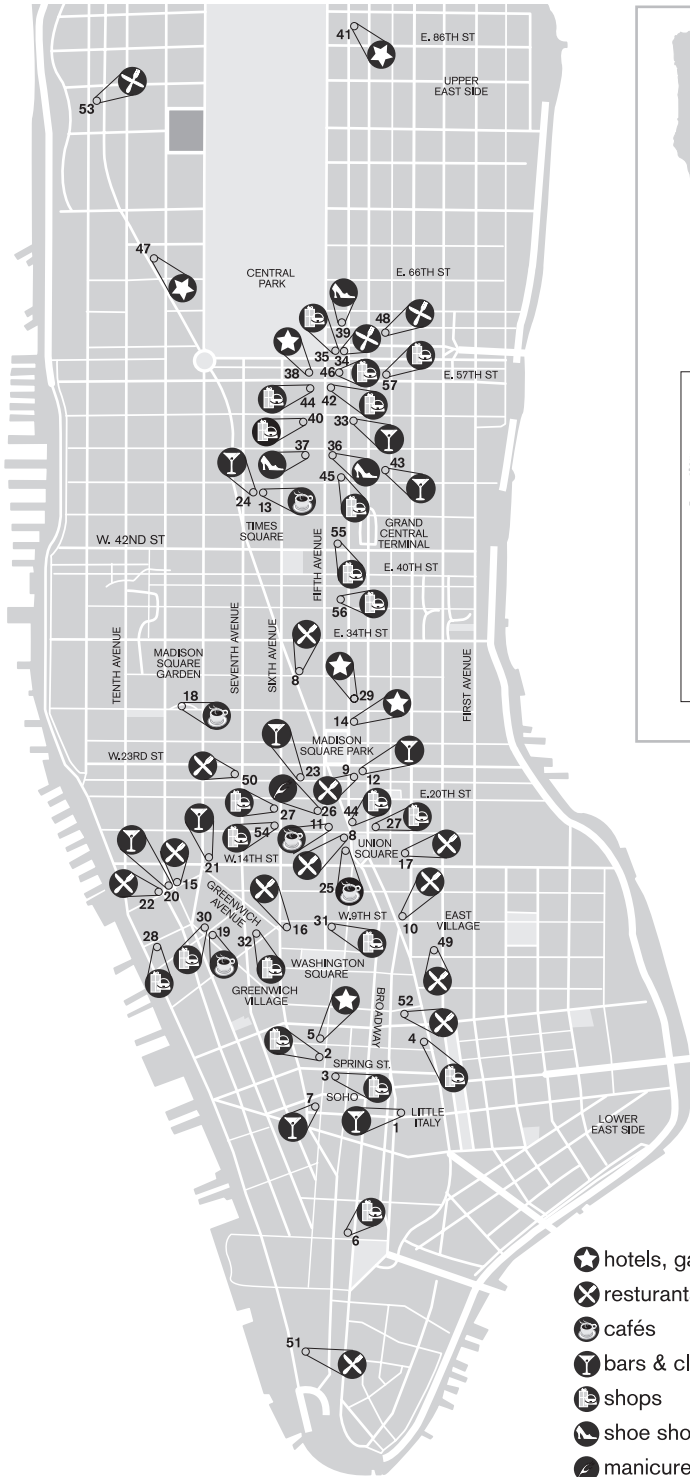 41
E. 86TH ST
UPPER
EAST SIDE
53
47
CENTRAL
PARK
E. 66TH ST
39
48
35
34
38
46
57
E. 57TH ST
44
42
40
33
37
36
43
45
24
13
TIMES
SQUARE
GRAND
CENTRAL
TERMINAL
W. 42ND ST
55
FIFTH AVENUE
E. 40TH ST
56
E. 34TH ST
8
TENTH AVENUE
MADISON
SQUARE
GARDEN
SEVENTH AVENUE
SIXTH AVENUE
FIRST AVENUE
18
29
14
MADISON
SQUARE PARK
W.23RD ST
50
23
9
12
E.20TH ST
27
26
44
27
54
11
8
UNION
SQUARE
21
W.14TH ST
17
22
20
15
25
GREENWICH
AVENUE
16
31
W.9TH ST
10
EAST
VILLAGE
28
30
19
32
49
WASHINGTON
SQUARE
GREENWICH
VILLAGE
BROADWAY
52
5
2
4
SPRING ST.
3
SOHO
7
1
LITTLE
ITALY
LOWER
EAST SIDE
6
51
hotels, ga
resturant
cafés
bars & cl
shops
shoe sho
manicure